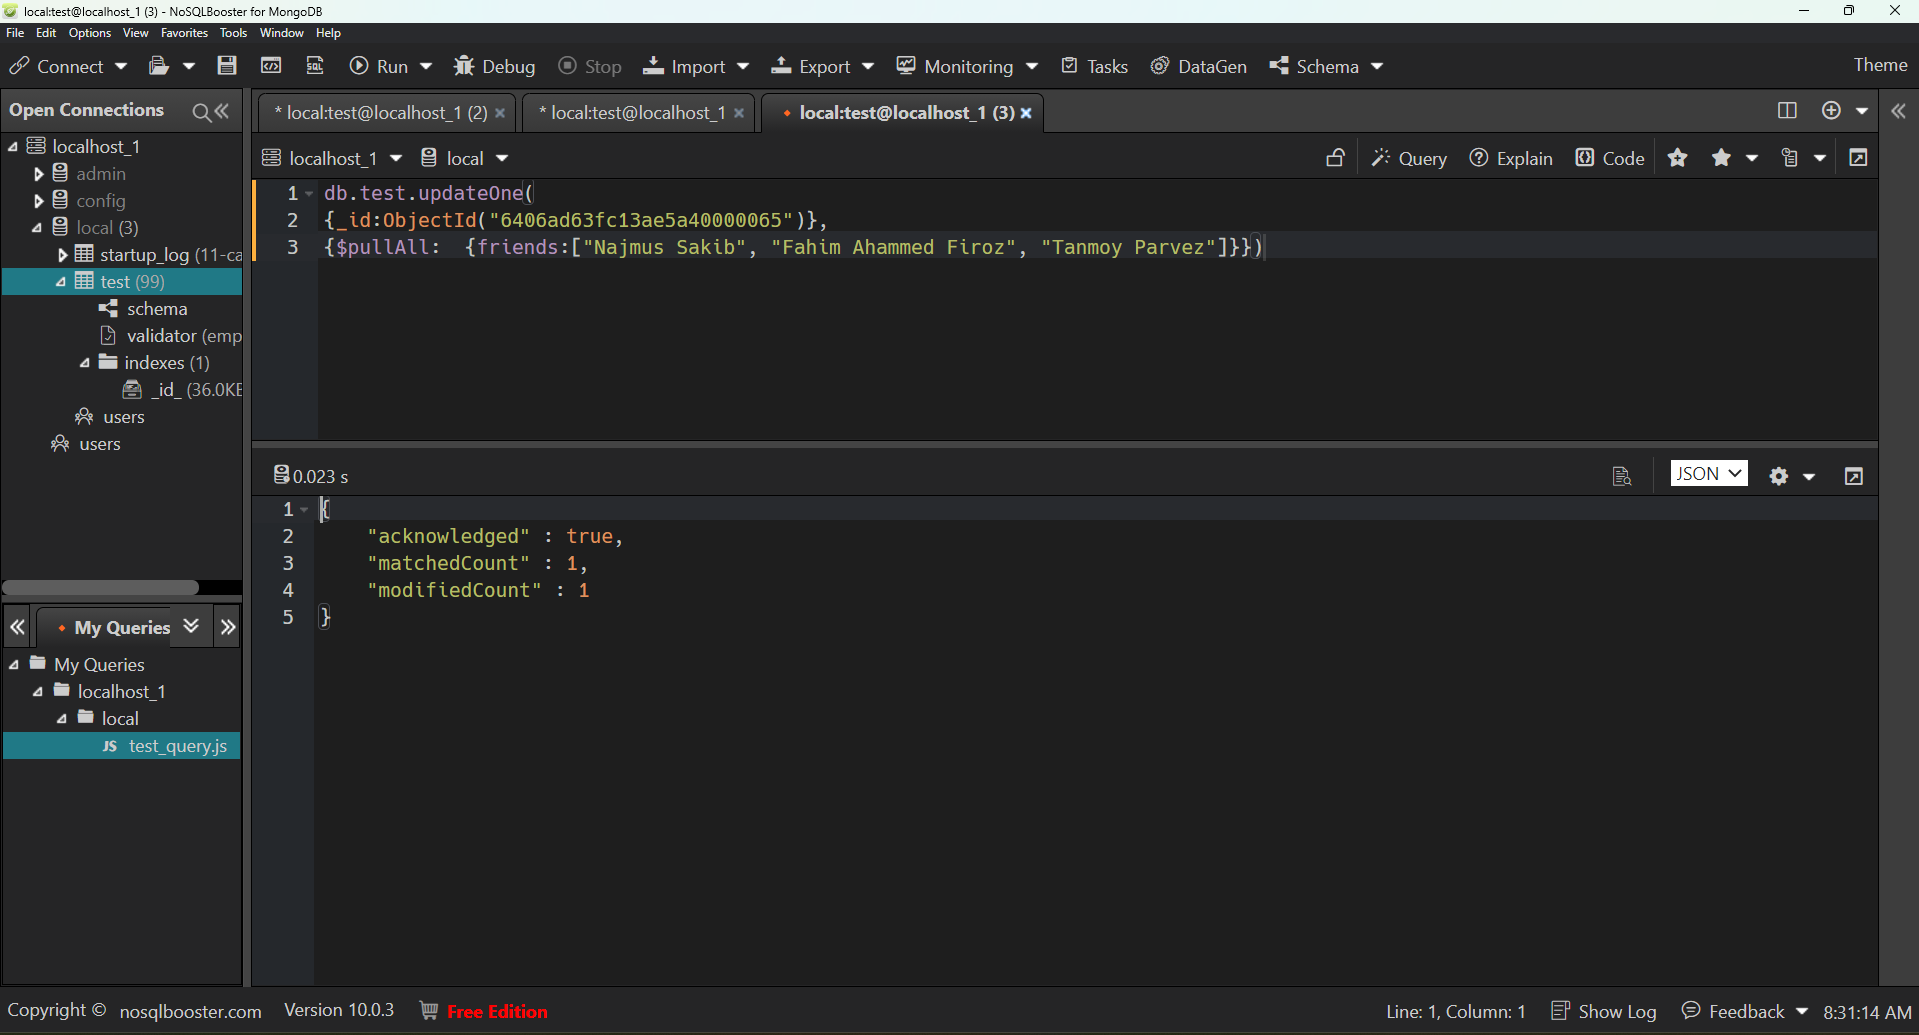 local:test@localhost_1 (3) - NoSQLBooster for MongoDB
File Edit Options View Favorites Tools Window Help
Connect SQL Run Debug Stop Import Export Monitoring Tasks DataGen Schema Theme
Open Connections
* local:test@localhost_1 (2) * local:test@localhost_1 local:test@localhost_1 (3)
localhost_1
admin
config
local (3)
startup_log (11-ca
test (99)
schema
validator (emp
indexes (1)
_id_ (36.0KB
users
users
localhost_1 local Query Explain Code
1 db.test.updateOne(
2 {_id:ObjectId("6406ad63fc13ae5a40000065")},
3 {$pullAll: {friends:["Najmus Sakib", "Fahim Ahammed Firoz", "Tanmoy Parvez"]}})
0.023 s JSON
1 {
2 "acknowledged" : true,
3 "matchedCount" : 1,
4 "modifiedCount" : 1
5 }
My Queries
My Queries
localhost_1
local
JS test_query.js
Copyright © nosqlbooster.com Version 10.0.3 Free Edition Line: 1, Column: 1 Show Log Feedback 8:31:14 AM